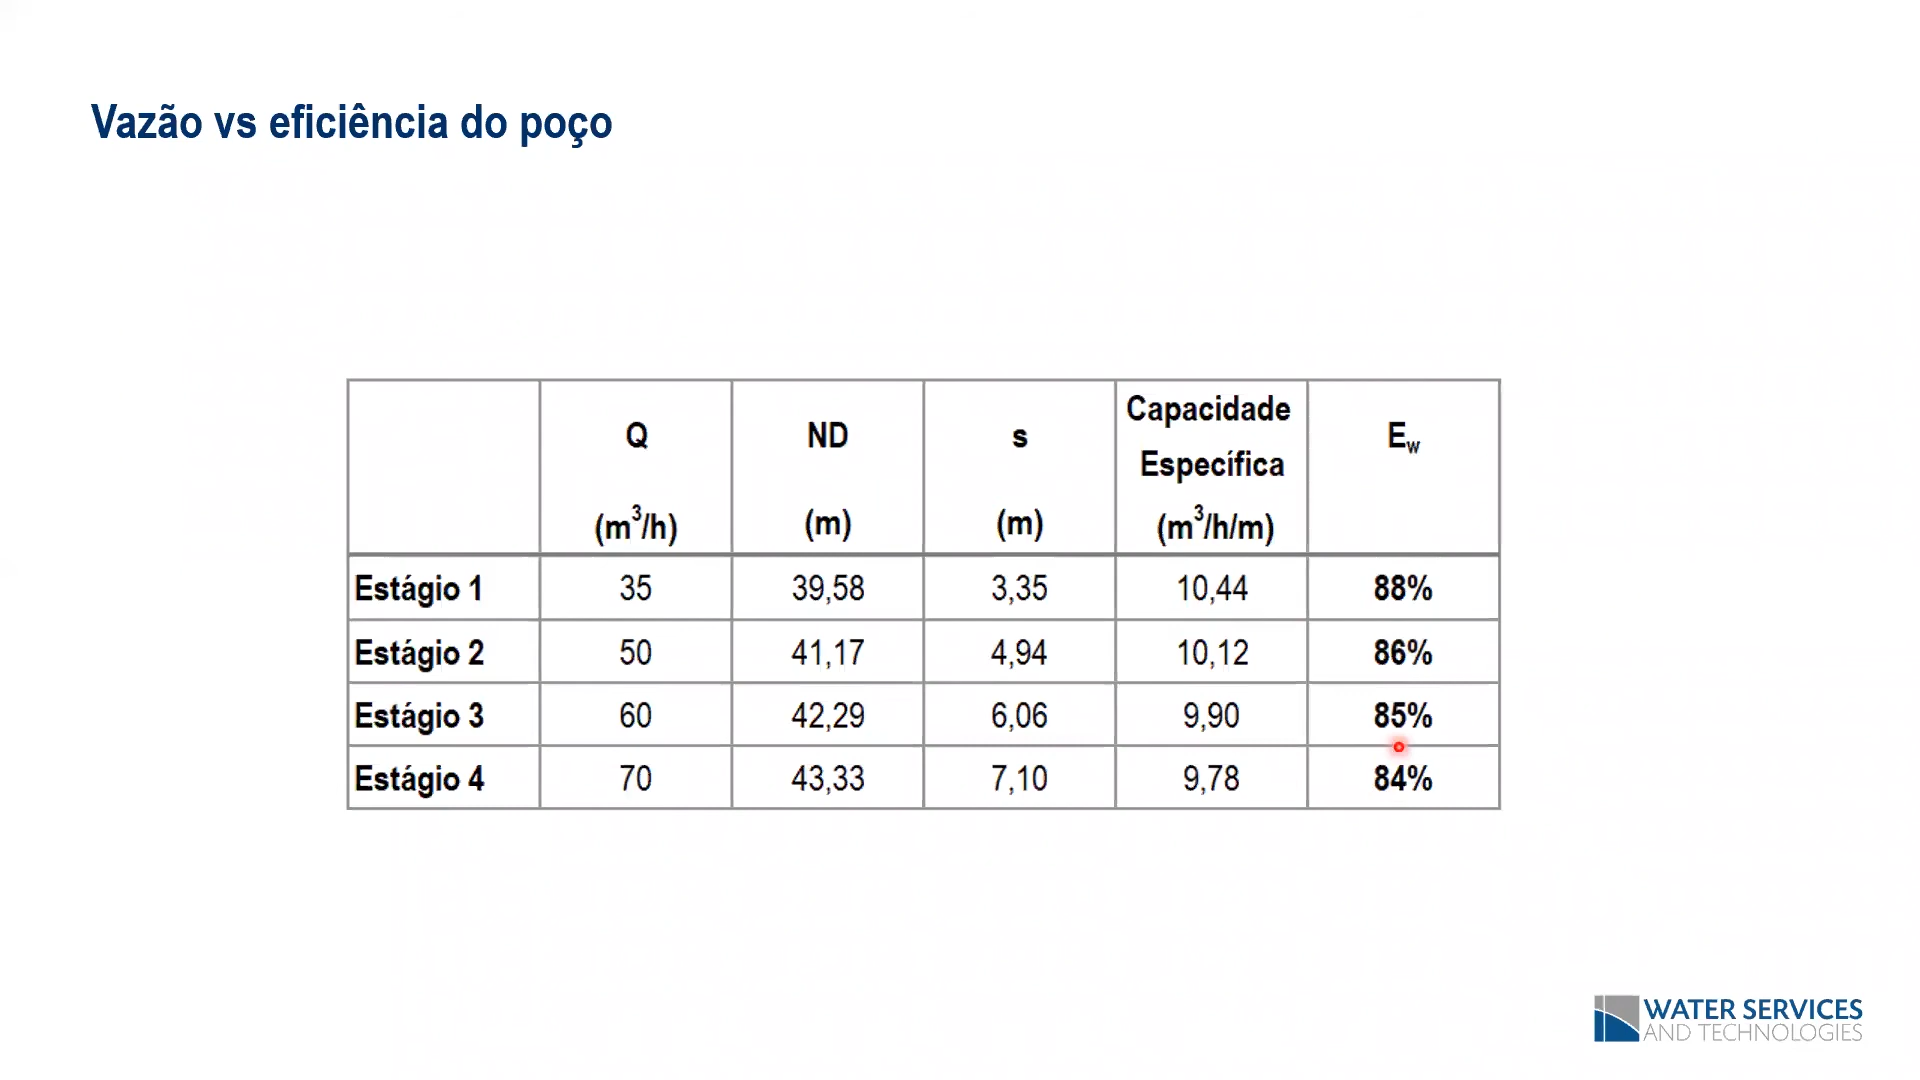 Vazão vs eficiência do poço
Q (m³/h) ND (m) s (m) Capacidade Específica (m³/h/m) Ew
Estágio 1 35 39,58 3,35 10,44 88%
Estágio 2 50 41,17 4,94 10,12 86%
Estágio 3 60 42,29 6,06 9,90 85%
Estágio 4 70 43,33 7,10 9,78 84%
WATER SERVICES
AND TECHNOLOGIES